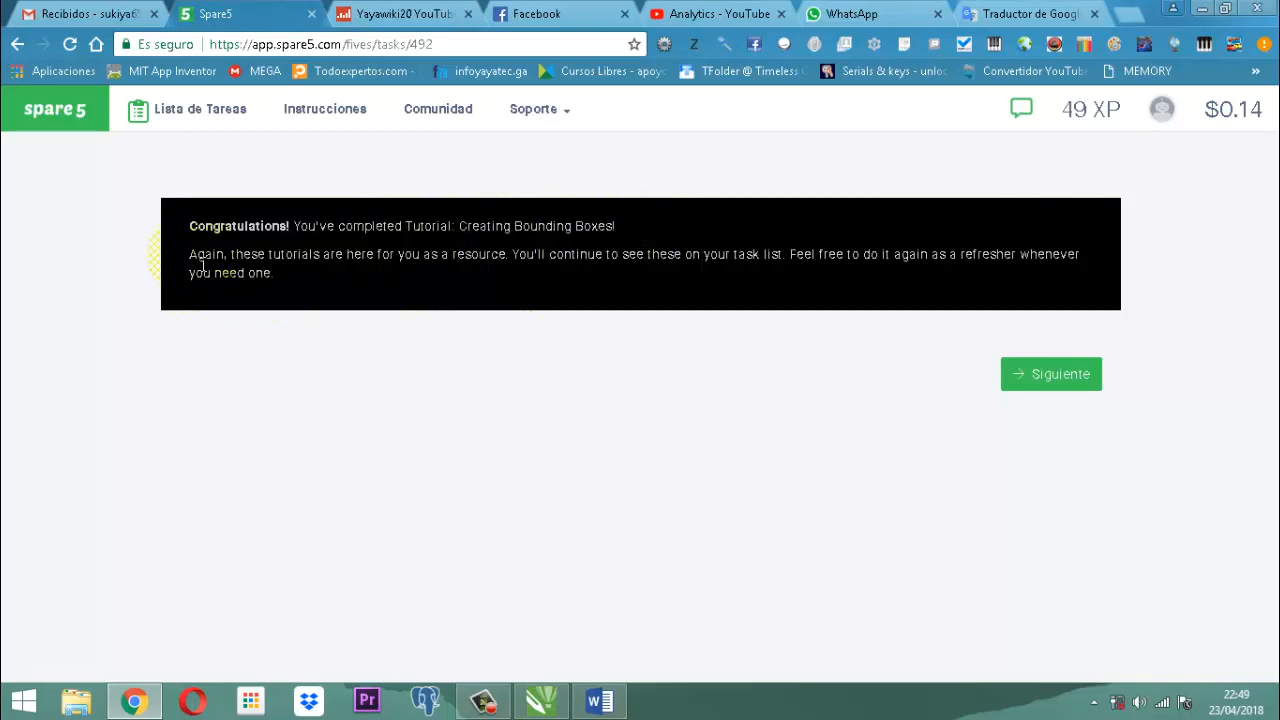 Recibidos - sukiya6
Spare5
Yayawiki20 YouTub
Facebook
Analytics - YouTube
WhatsApp
Traductor de Googl
Es seguro
https://app.spare5.com/fives/tasks/492
Aplicaciones
MIT App Inventor
MEGA
Todoexpertos.com -
infoyayatec.ga
Cursos Libres - apoy
TFolder @ Timeless
Serials & keys - unlo
Convertidor YouTub
MEMORY
»
spare5
Lista de Tareas
Instrucciones
Comunidad
Soporte
49 XP
$0.14
Congratulations! You've completed Tutorial: Creating Bounding Boxes!
Again, these tutorials are here for you as a resource. You'll continue to see these on your task list. Feel free to do it again as a refresher whenever
you need one.
→ Siguiente
Pr
22:49
23/04/2018